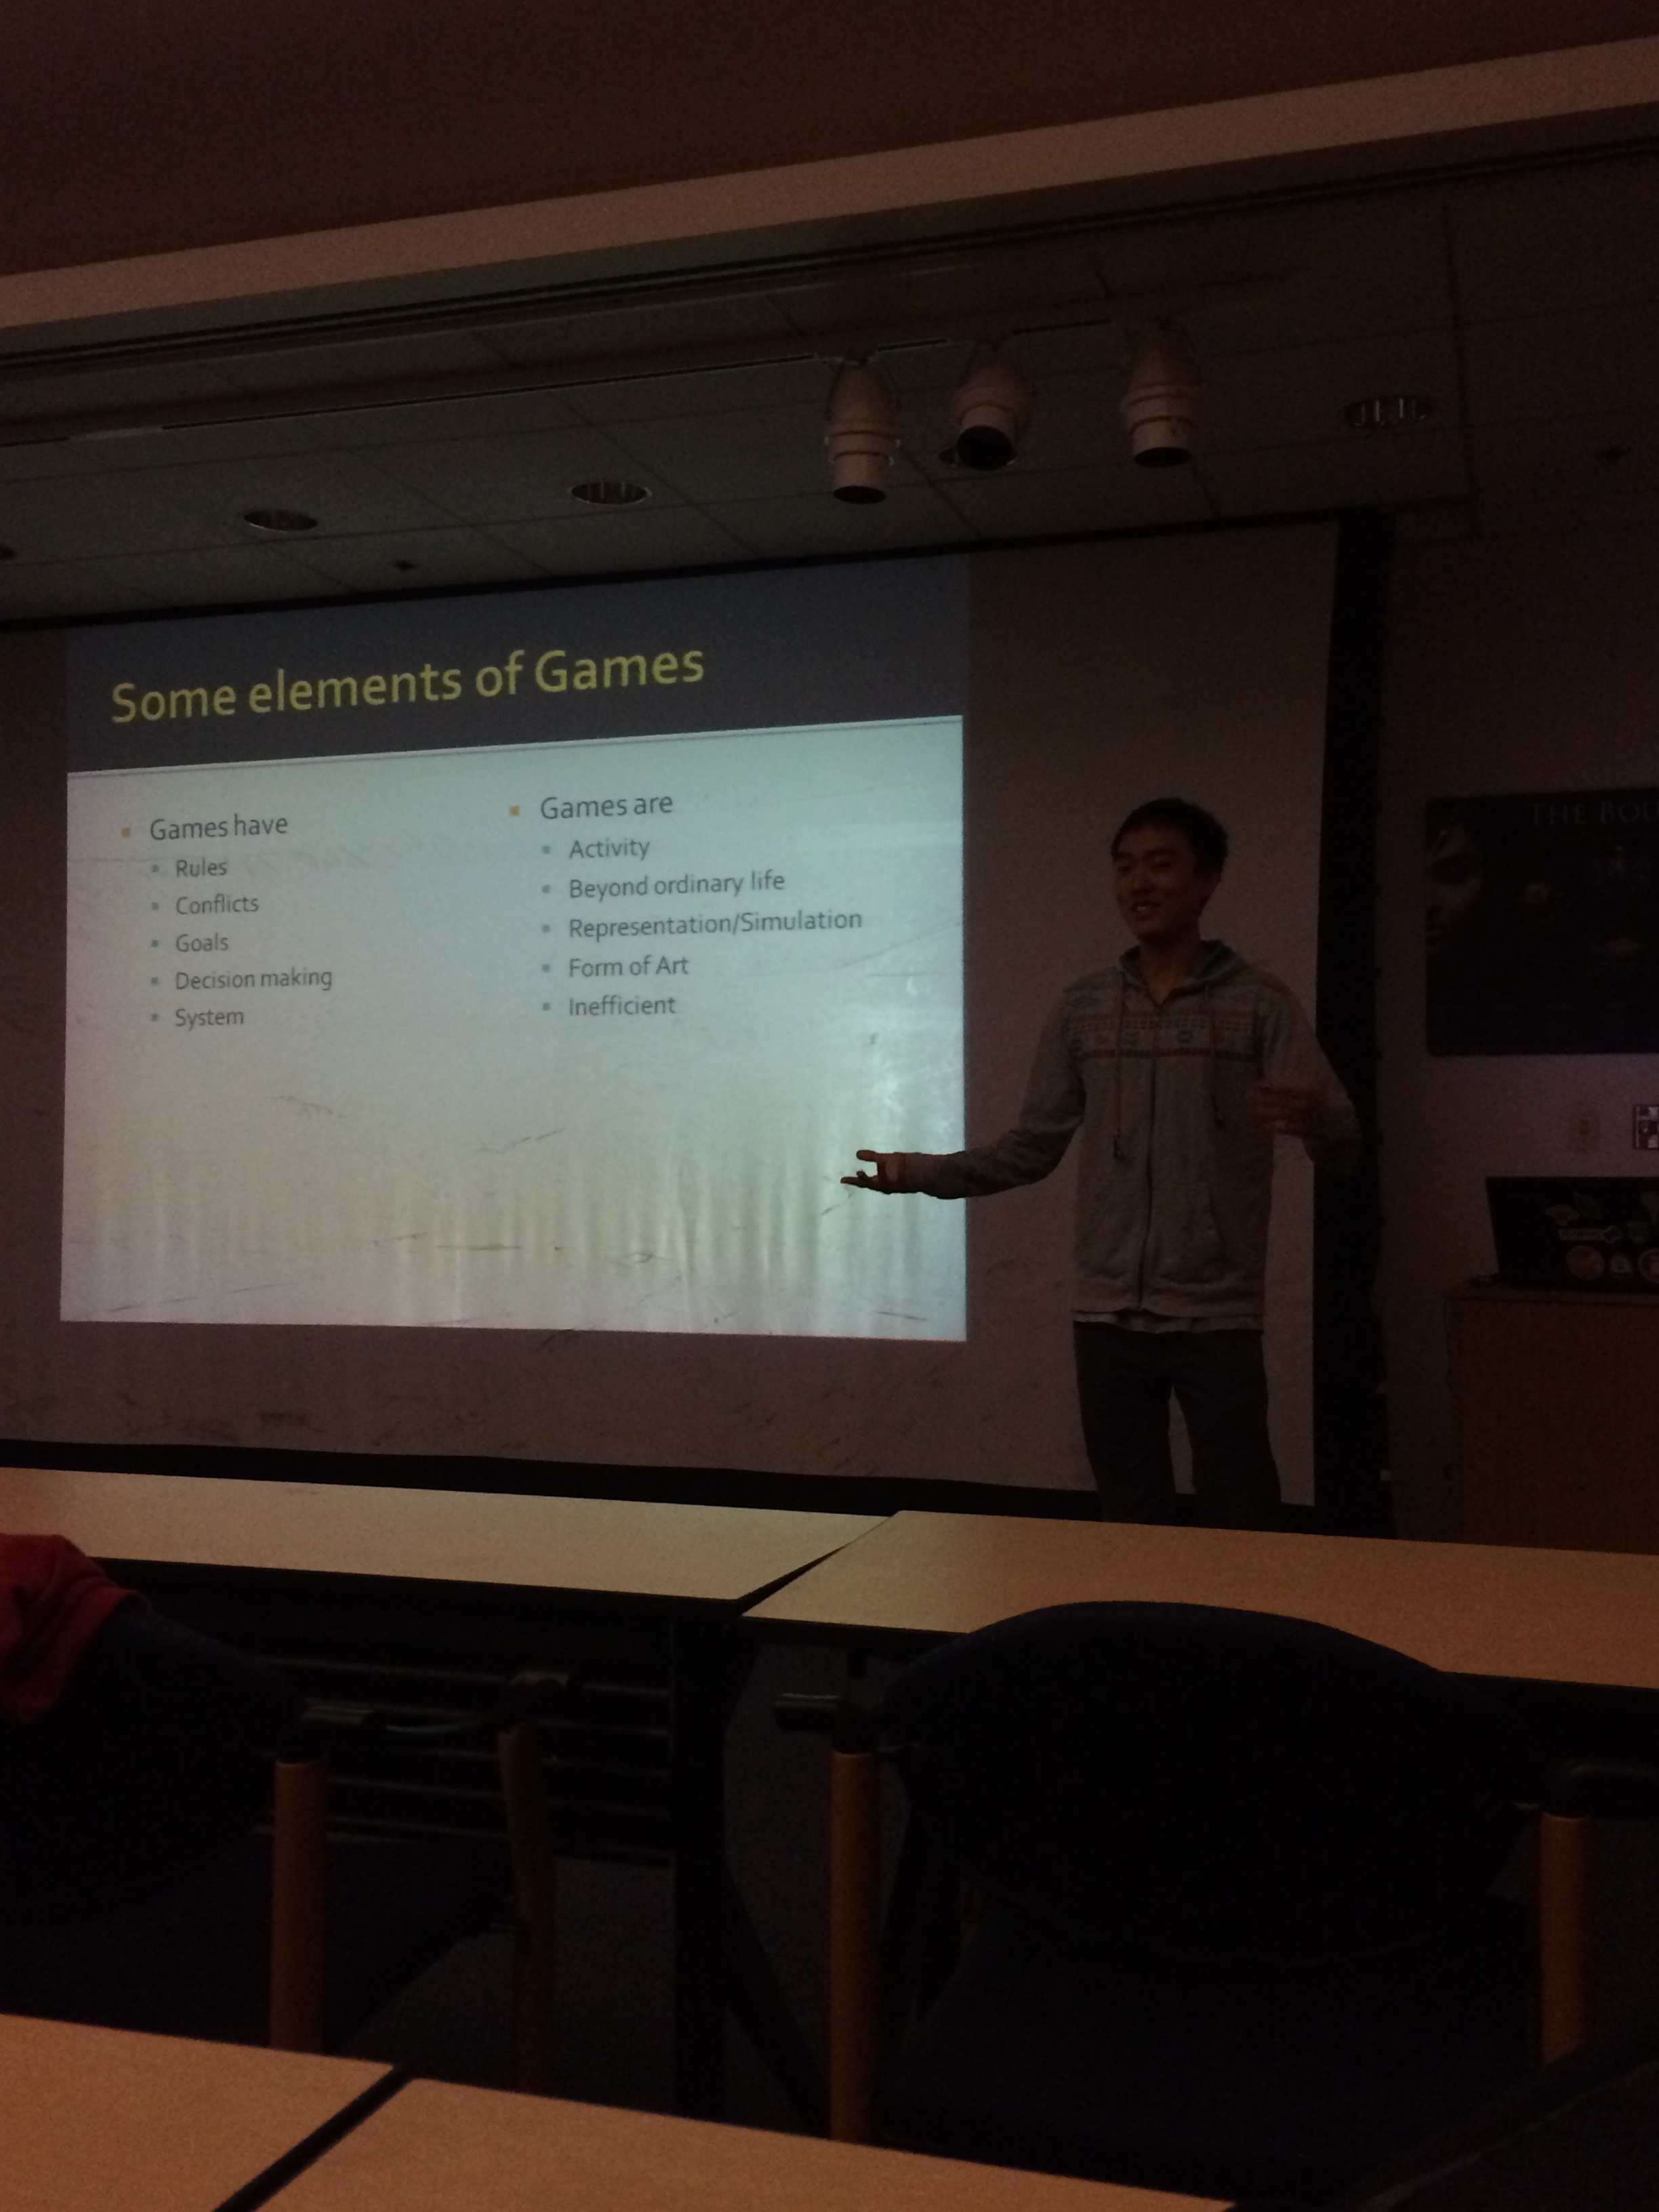 Some elements of Games
Games have
Rules
Conflicts
Goals
Decision making
System
Games are
Activity
Beyond ordinary life
Representation/Simulation
Form of Art
Inefficient
THE BOU